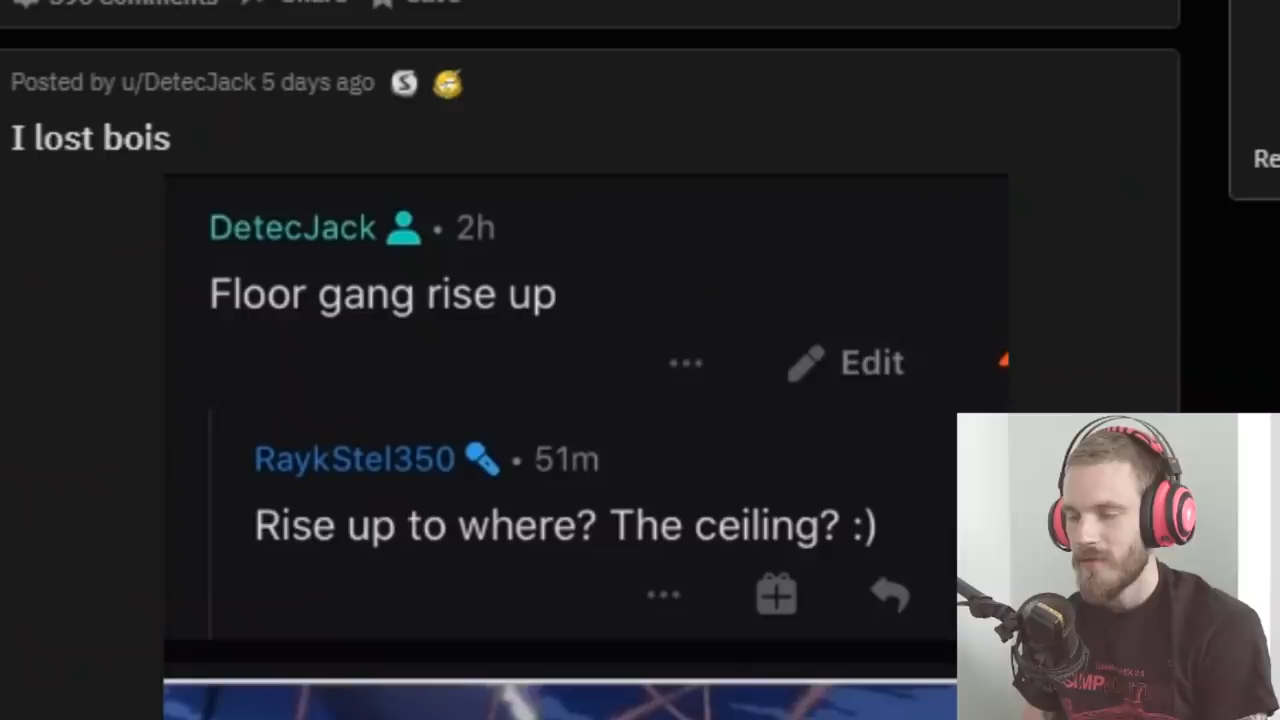 Posted by u/DetecJack 5 days ago
I lost bois
DetecJack • 2h
Floor gang rise up
... Edit
RaykStel350 • 51m
Rise up to where? The ceiling? :)
...
Re